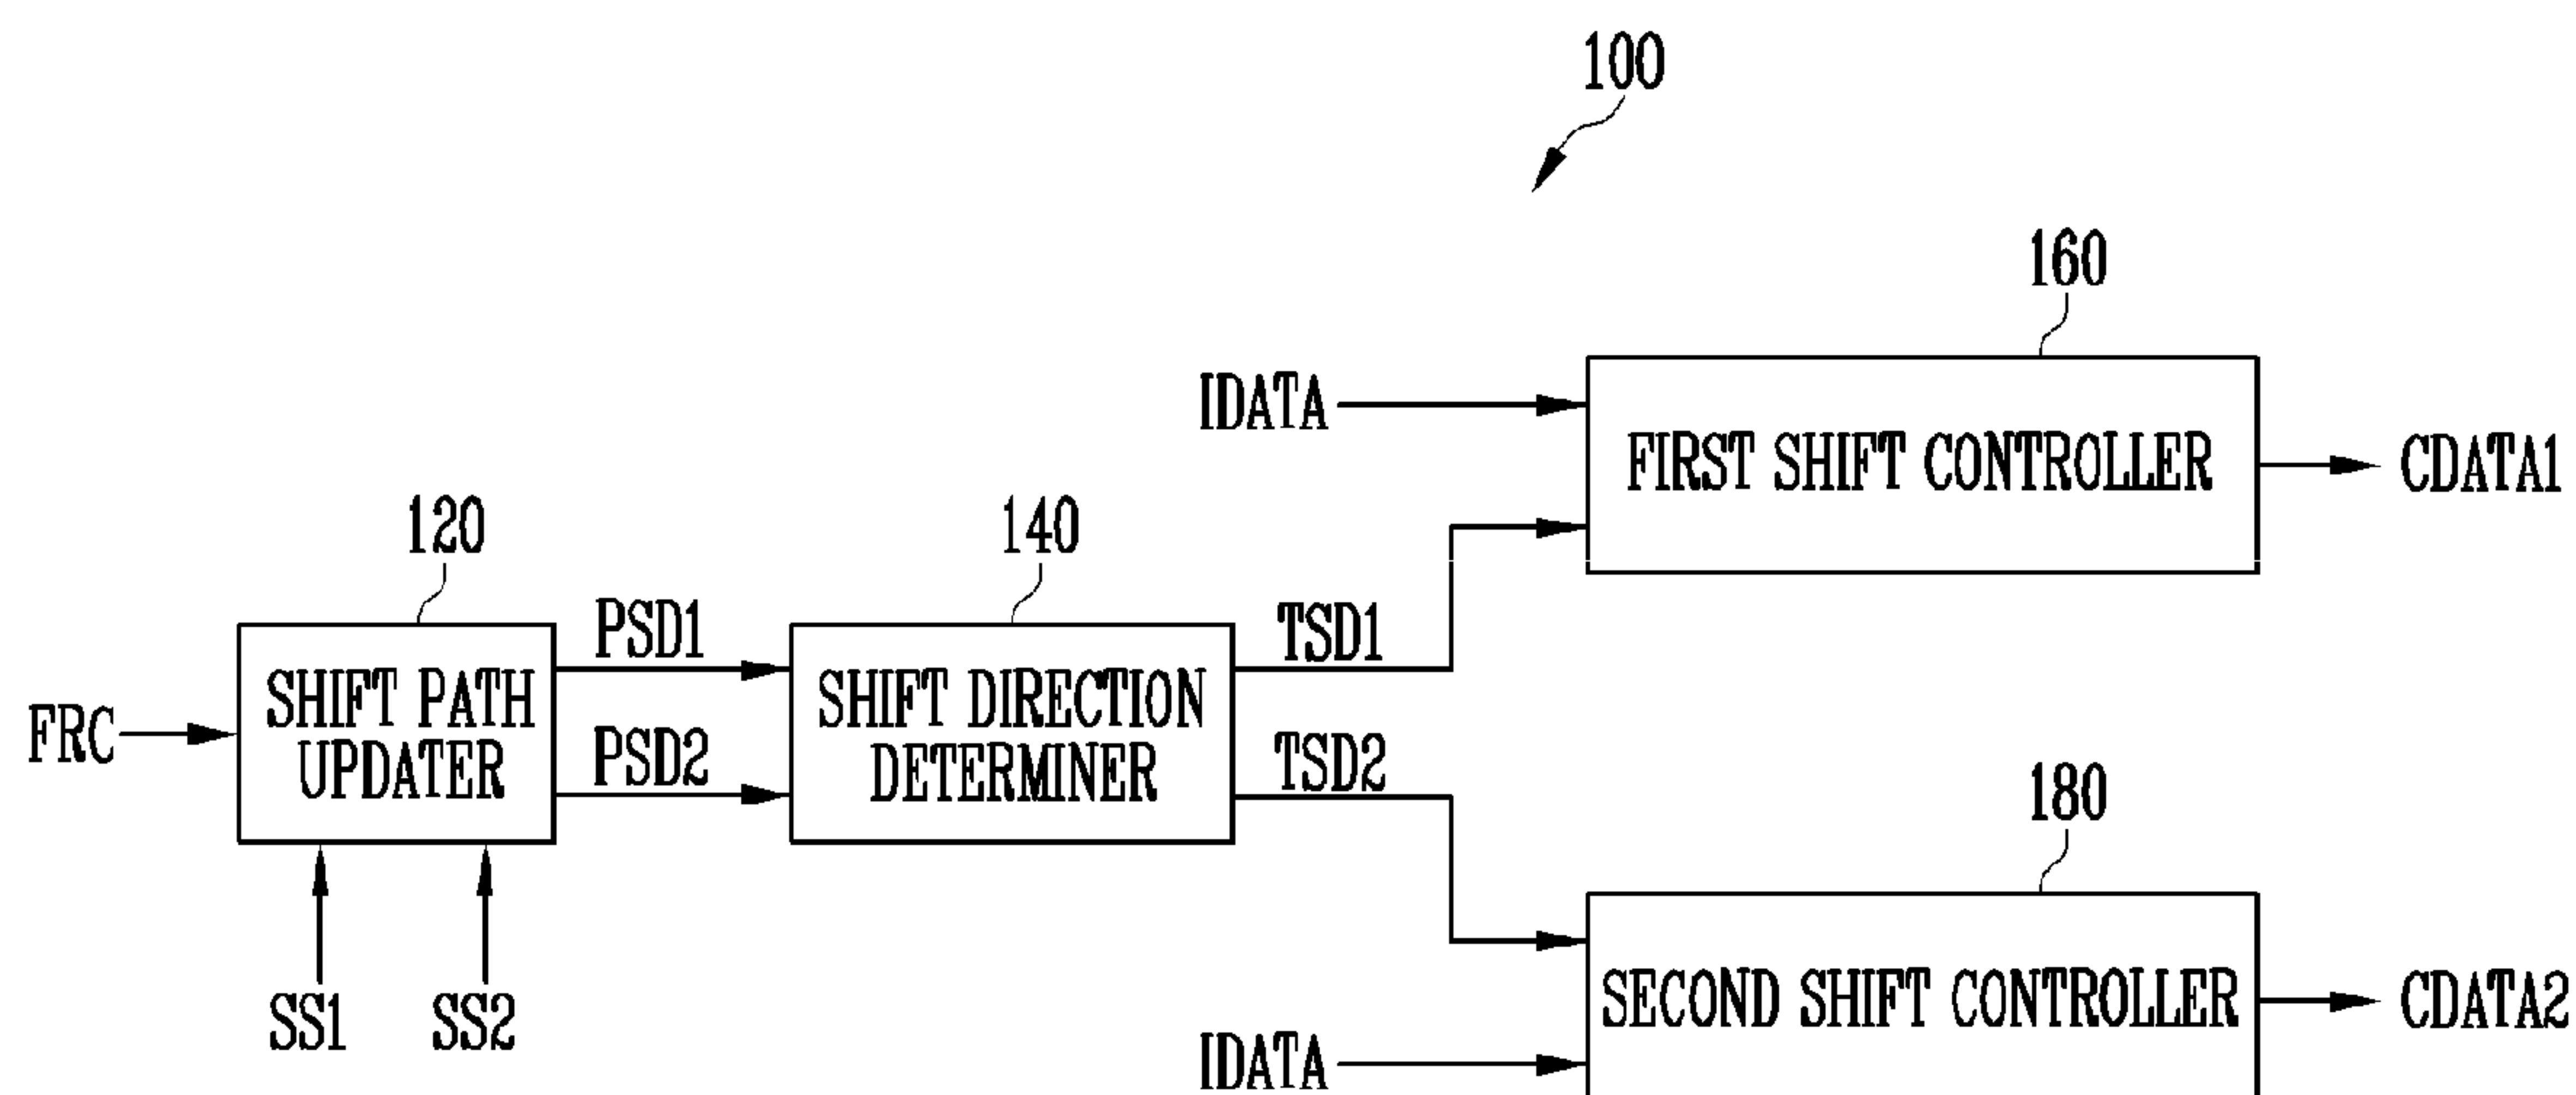 100
160
IDATA
FIRST SHIFT CONTROLLER
CDATA1
120
140
PSD1
TSD1
SHIFT PATH
UPDATER
SHIFT DIRECTION
DETERMINER
FRC
PSD2
TSD2
180
SS1
SS2
SECOND SHIFT CONTROLLER
CDATA2
IDATA